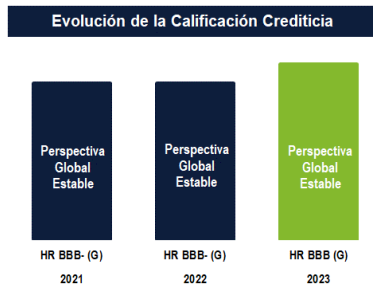 Evolución de la Calificación Crediticia
Perspectiva
Global
Estable
Perspectiva
Global
Estable
Perspectiva
Global
Estable
HR BBB- (G)
HR BBB- (G)
HR BBB (G)
2021
2022
2023